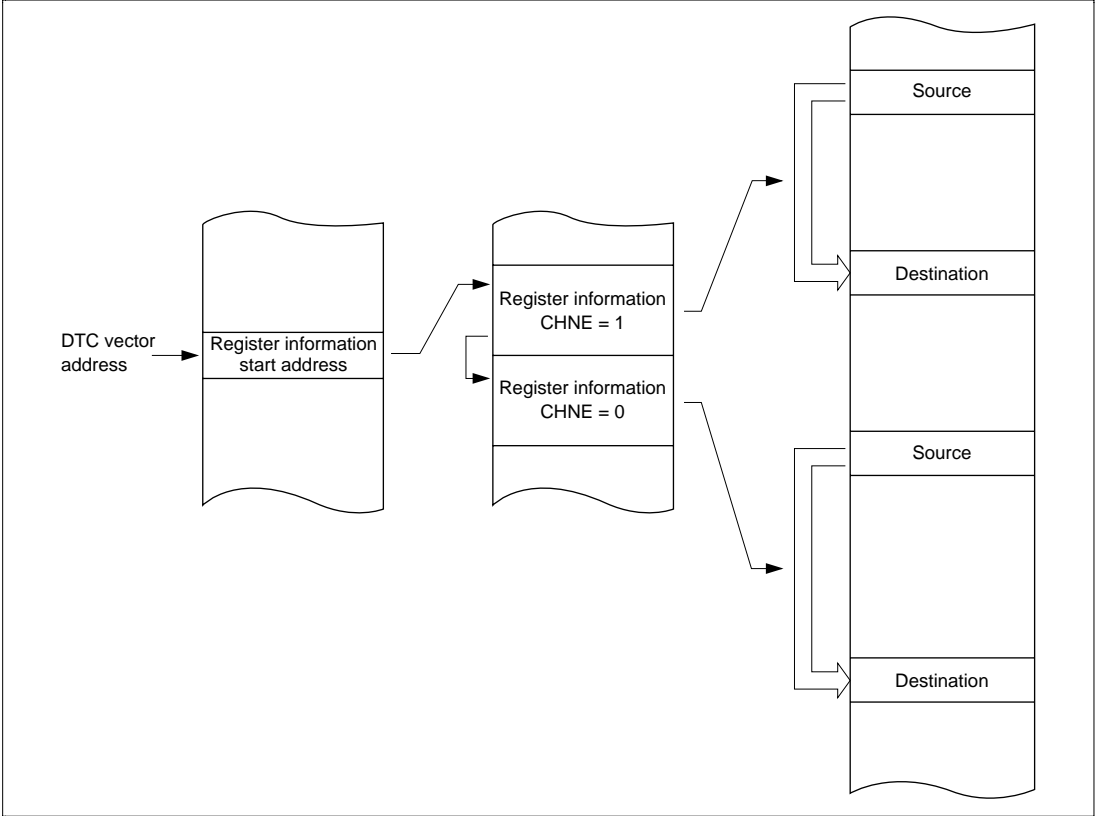 DTC vector
address
Register information
start address
Register information
CHNE = 1
Register information
CHNE = 0
Source
Destination
Source
Destination